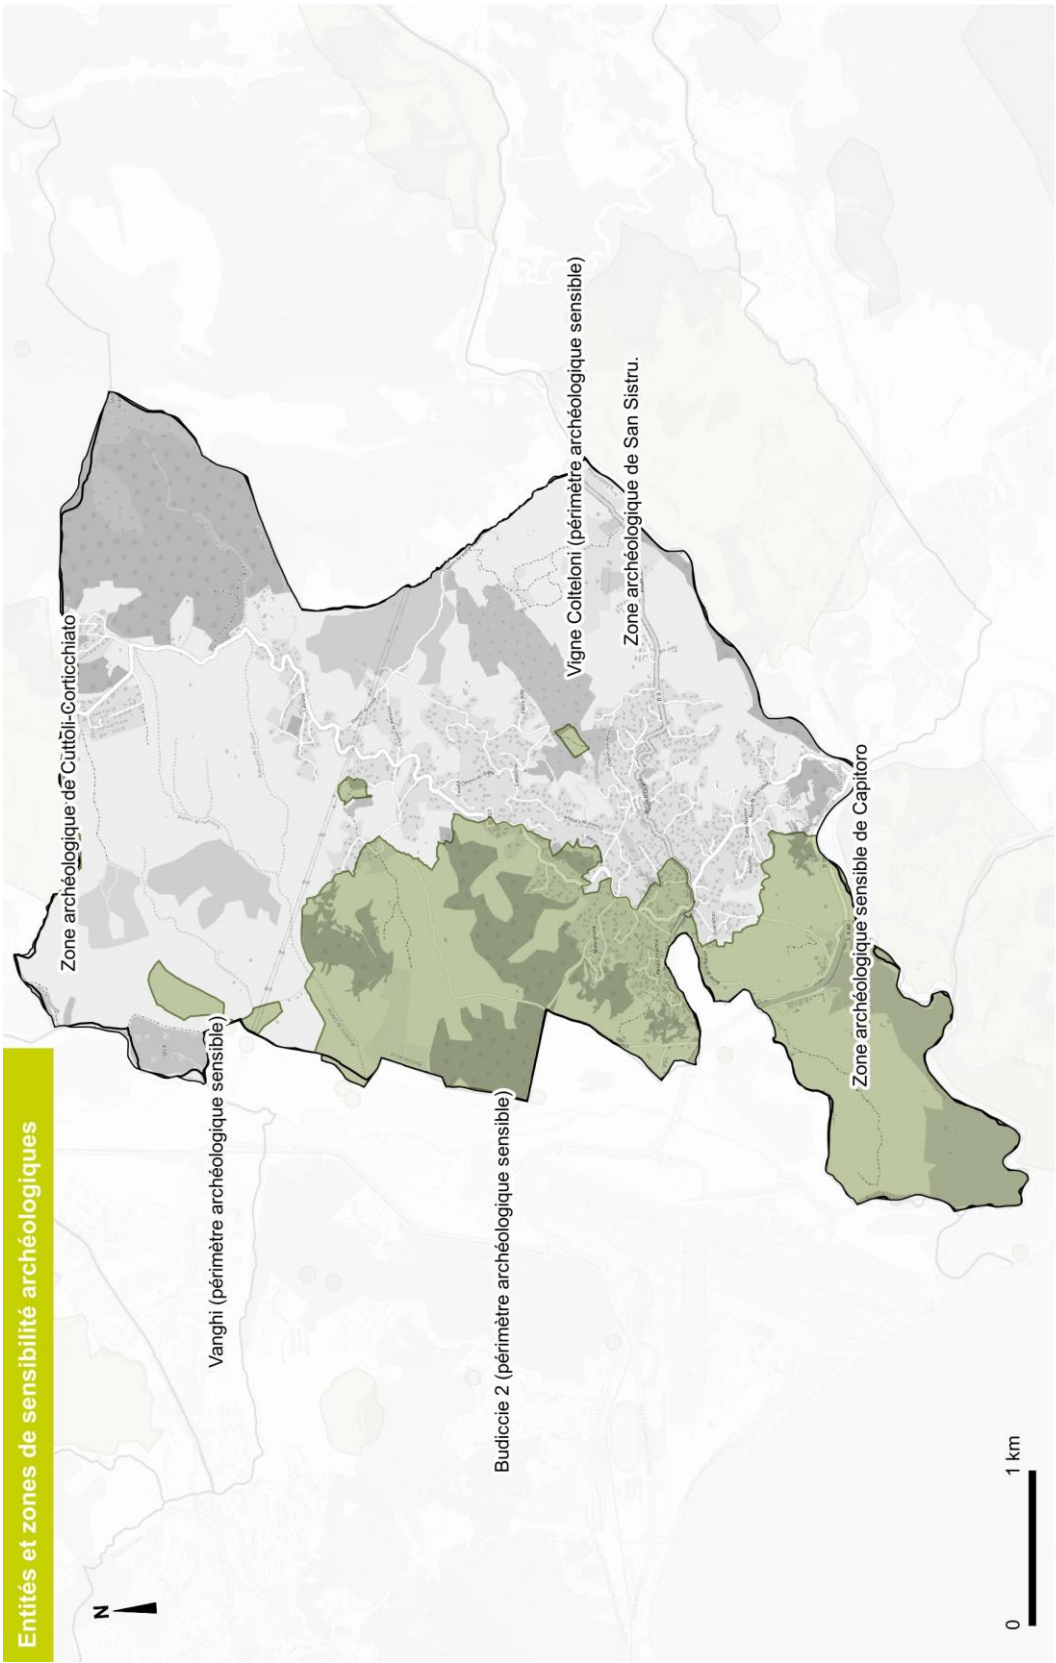 Entités et zones de sensibilité archéologiques
N
Zone archéologique de Cuttoli-Corticchiato
Vanghi (périmètre archéologique sensible)
Budiccie 2 (périmètre archéologique sensible)
Vigne Colteloni (périmètre archéologique sensible)
Zone archéologique de San Sistru.
Zone archéologique sensible de Capitoro
0
1 km